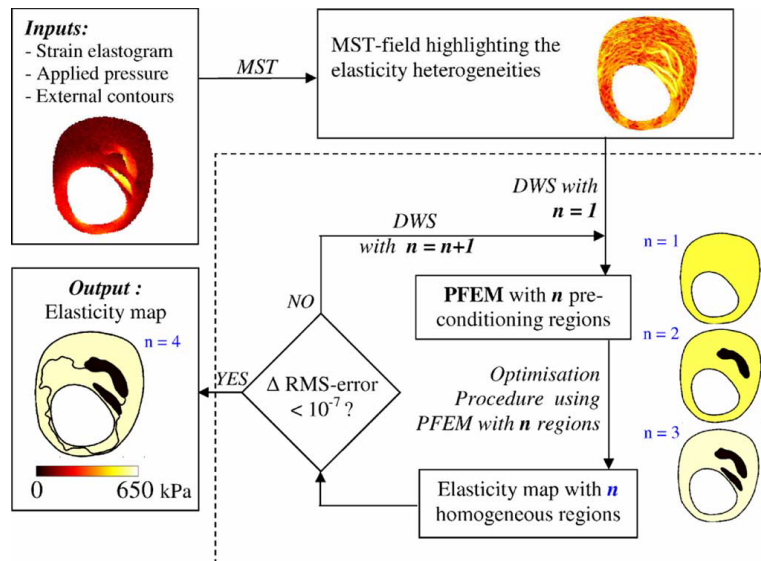 Inputs:
- Strain elastogram
- Applied pressure
- External contours
MST
MST-field highlighting the
elasticity heterogeneities
DWS with
n = 1
DWS
with n = n+1
n = 1
PFEM with n pre-
conditioning regions
n = 2
Optimisation
Procedure using
PFEM with n regions
n = 3
Elasticity map with n
homogeneous regions
Δ RMS-error
< 10⁻⁷ ?
NO
YES
Output :
Elasticity map
n = 4
0 650 kPa